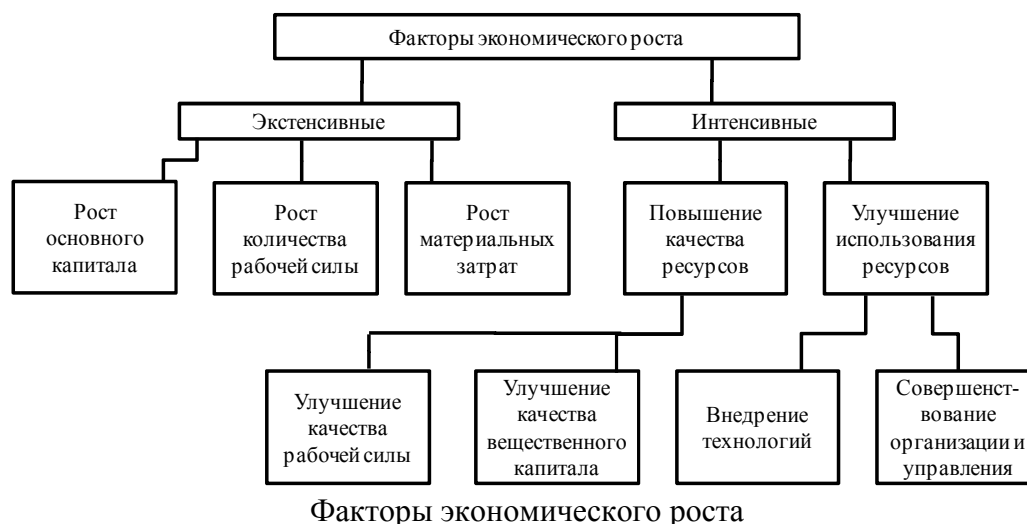 Факторы экономического роста
Экстенсивные
Интенсивные
Рост
основного
капитала
Рост
количества
рабочей силы
Рост
материальных
затрат
Повышение
качества
ресурсов
Улучшение
использования
ресурсов
Улучшение
качества
рабочей силы
Улучшение
качества
вещественного
капитала
Внедрение
технологий
Совершенст-
вование
организации и
управления
Факторы экономического роста